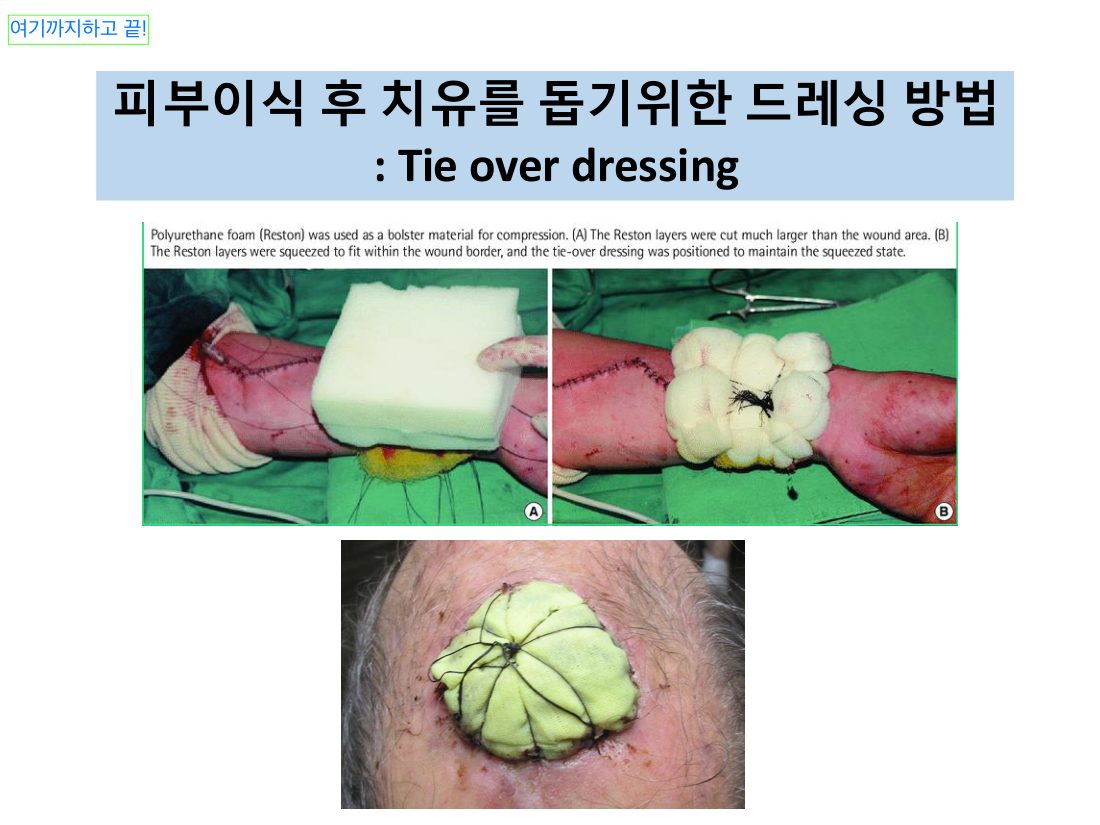 여기까지하고 끝!
피부이식 후 치유를 돕기위한 드레싱 방법
: Tie over dressing
Polyurethane foam (Reston) was used as a bolster material for compression. (A) The Reston layers were cut much larger than the wound area. (B)
The Reston layers were squeezed to fit within the wound border, and the tie-over dressing was positioned to maintain the squeezed state.
A
B